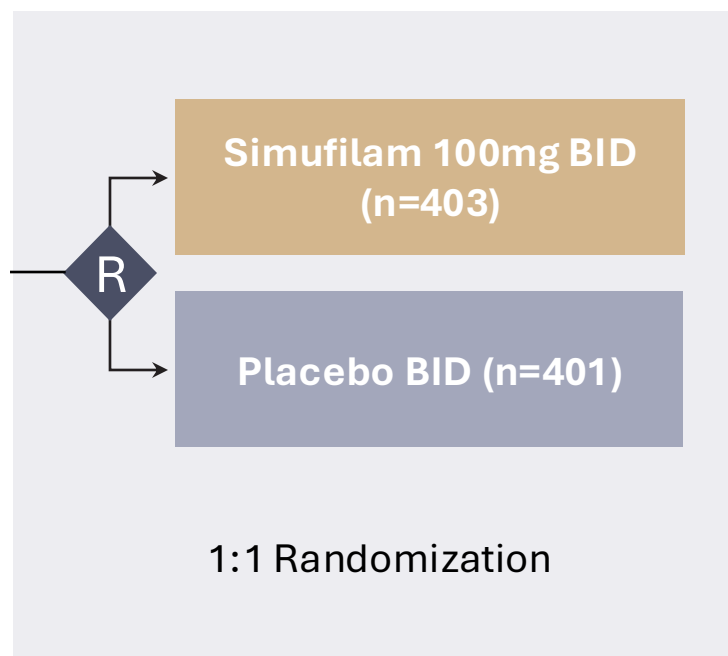 Simufilam 100mg BID
(n=403)
R
Placebo BID (n=401)
1:1 Randomization